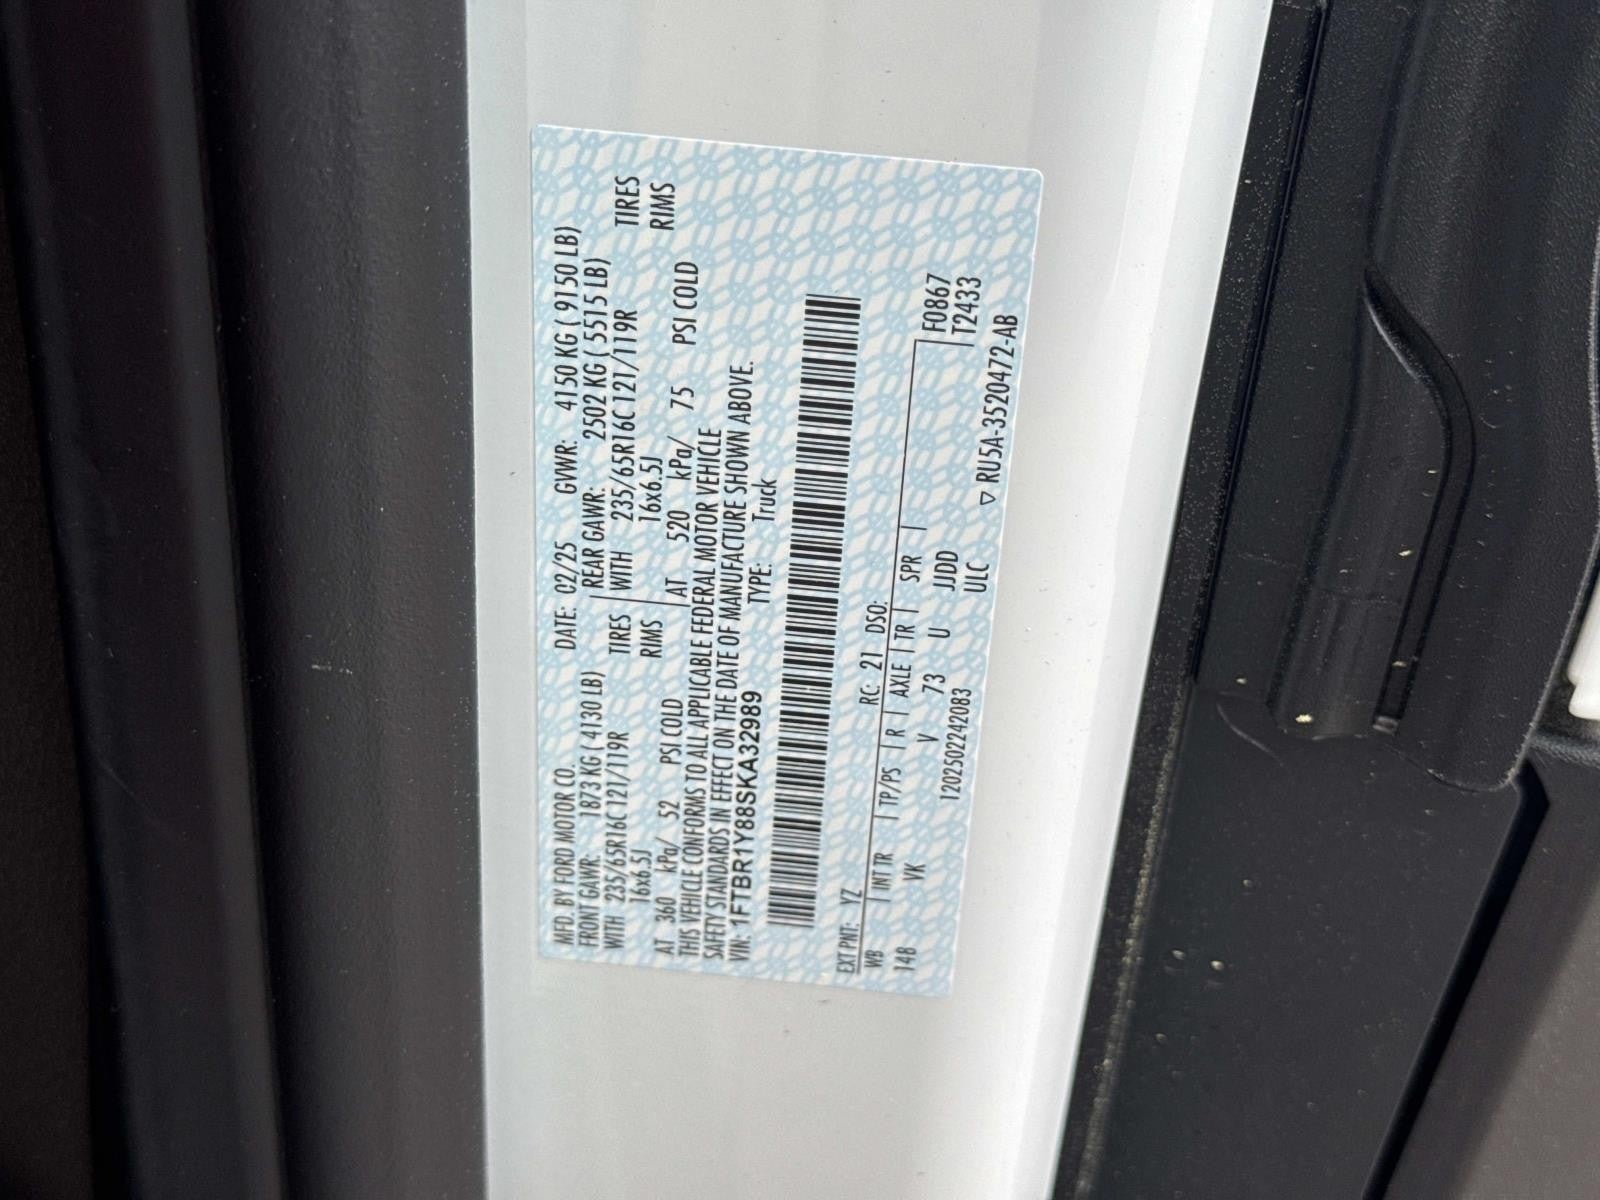 MFD. BY FORD MOTOR CO.
DATE: 02/25 GVWR: 4150 KG ( 9150 LB)
FRONT GAWR: 1873 KG ( 4130 LB) REAR GAWR: 2502 KG ( 5515 LB)
WITH 235/65R16C 121/119R TIRES WITH 235/65R16C 121/119R TIRES
16x6.5J RIMS 16x6.5J RIMS
AT 360 kPa/ 52 PSI COLD AT 520 kPa/ 75 PSI COLD
THIS VEHICLE CONFORMS TO ALL APPLICABLE FEDERAL MOTOR VEHICLE
SAFETY STANDARDS IN EFFECT ON THE DATE OF MANUFACTURE SHOWN ABOVE.
VIN: 1FTBR1Y88SKA32989 TYPE: Truck
EXT PNT: YZ RC: 21 DSO:
WB INT TR TP/PS R AXLE TR SPR F0867
148 VK V 73 U JJDD T2433
1202502242083 ULC
▽ RU5A-3520472-AB